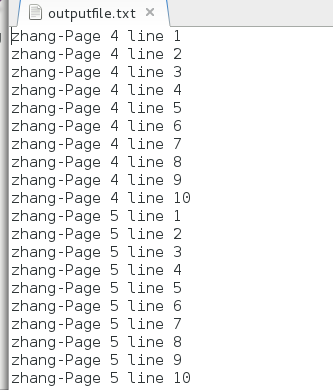 outputfile.txt
zhang-Page 4 line 1
zhang-Page 4 line 2
zhang-Page 4 line 3
zhang-Page 4 line 4
zhang-Page 4 line 5
zhang-Page 4 line 6
zhang-Page 4 line 7
zhang-Page 4 line 8
zhang-Page 4 line 9
zhang-Page 4 line 10
zhang-Page 5 line 1
zhang-Page 5 line 2
zhang-Page 5 line 3
zhang-Page 5 line 4
zhang-Page 5 line 5
zhang-Page 5 line 6
zhang-Page 5 line 7
zhang-Page 5 line 8
zhang-Page 5 line 9
zhang-Page 5 line 10